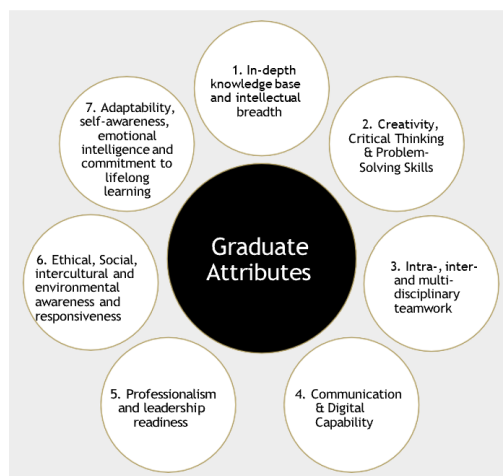 1. In-depth
knowledge base
and intellectual
breadth
2. Creativity,
Critical Thinking
& Problem-
Solving Skills
3. Intra-, inter-
and multi-
disciplinary
teamwork
4. Communication
& Digital
Capability
5. Professionalism
and leadership
readiness
6. Ethical, Social,
intercultural and
environmental
awareness and
responsiveness
7. Adaptability,
self-awareness,
emotional
intelligence and
commitment to
lifelong
learning
Graduate
Attributes